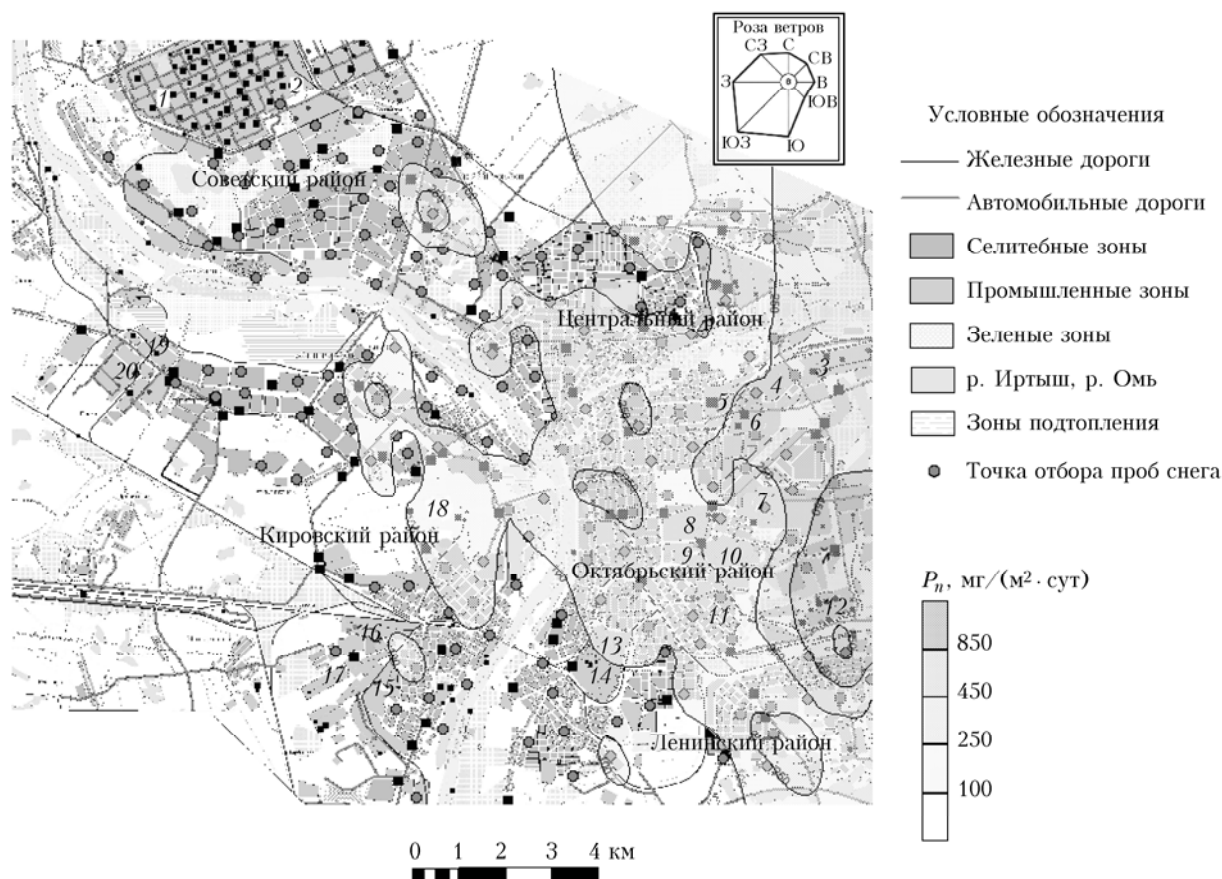 Роза ветров
С
СЗ
СВ
З
В
ЮВ
ЮЗ
Ю
Условные обозначения
Железные дороги
Автомобильные дороги
Селитебные зоны
Промышленные зоны
Зеленые зоны
р. Иртыш, р. Омь
Зоны подтопления
Точка отбора проб снега
Pₙ, мг/(м² · сут)
850
450
250
100
1
2
Советский район
Центральный район
19
20
3
4
5
6
7
18
8
Кировский район
9
10
Октябрьский район
11
12
13
14
16
17
15
Ленинский район
0 1 2 3 4 км